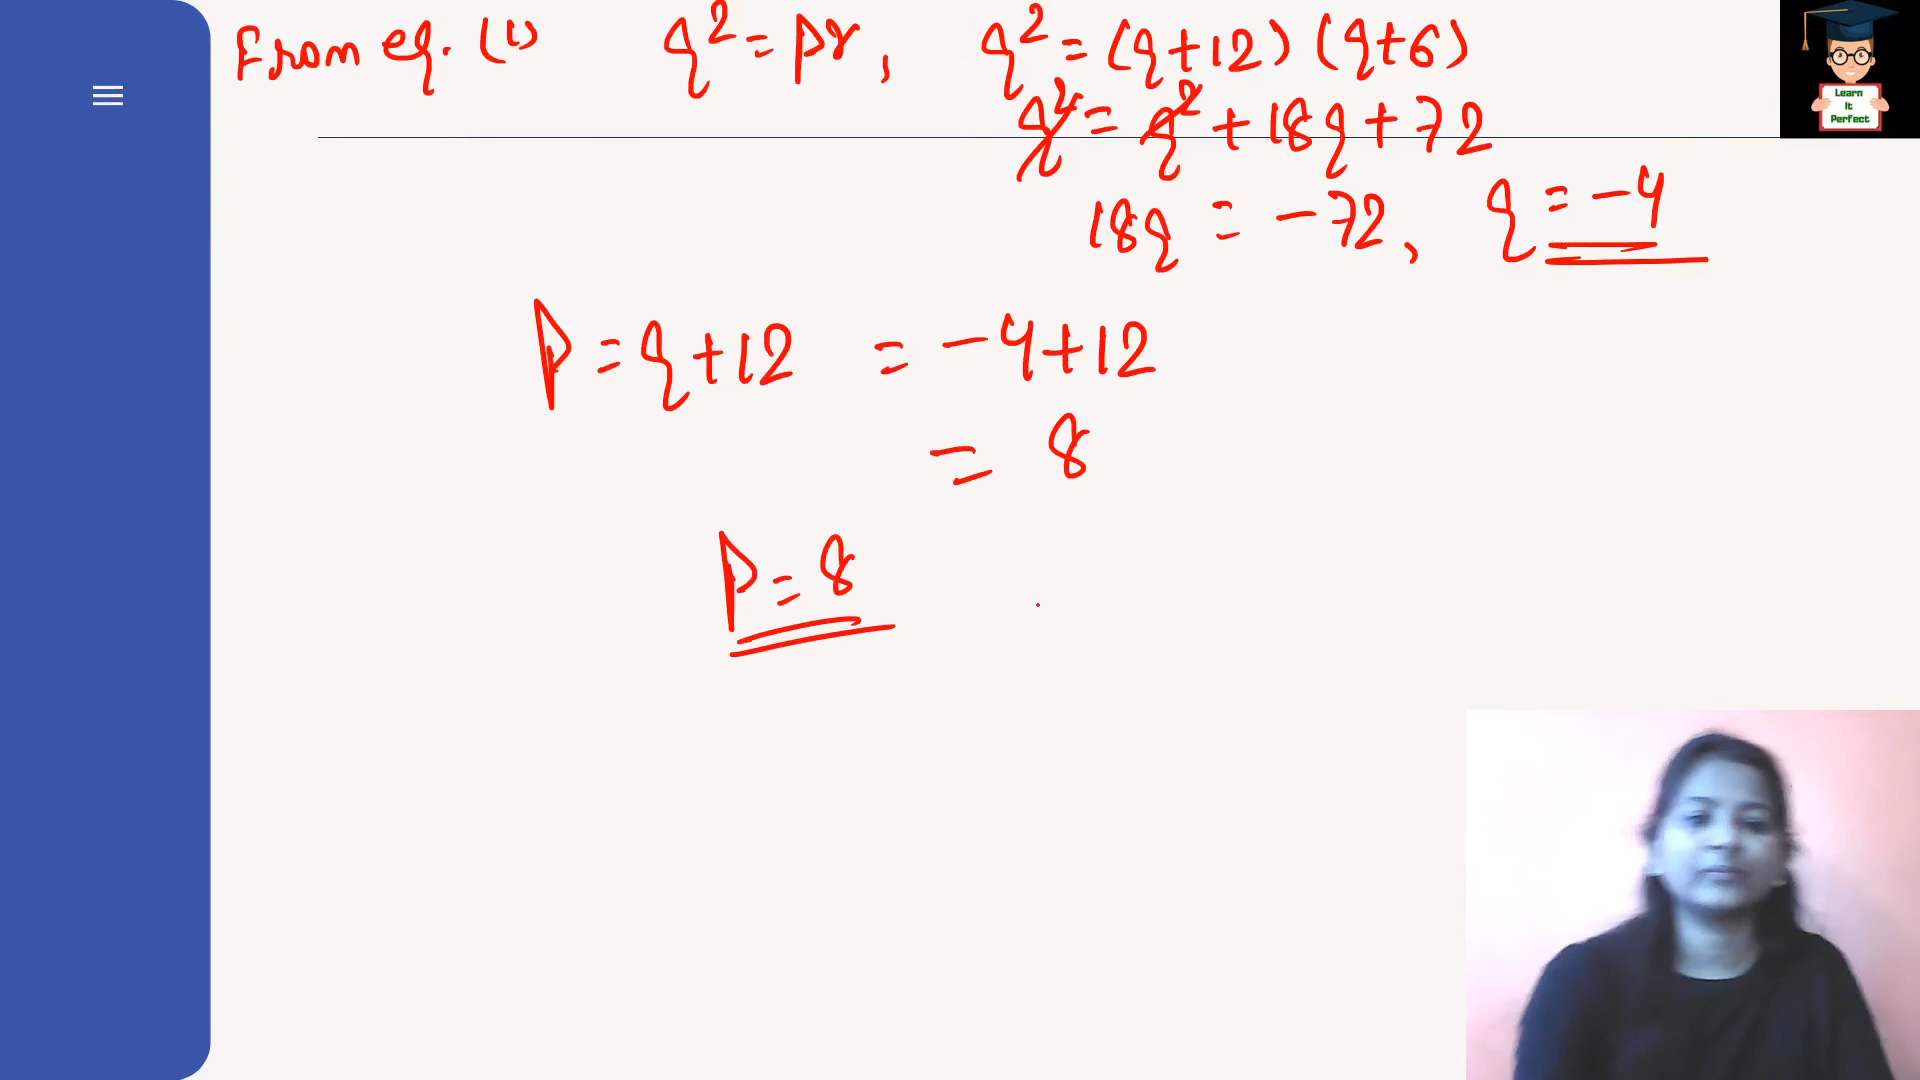 From eq. (1) q² = pr, q² = (q+12) (q+6)
q² = q² + 18q + 72
18q = -72, q = -4
P = q+12 = -4+12
= 8
P = 8
Learn
It
Perfect